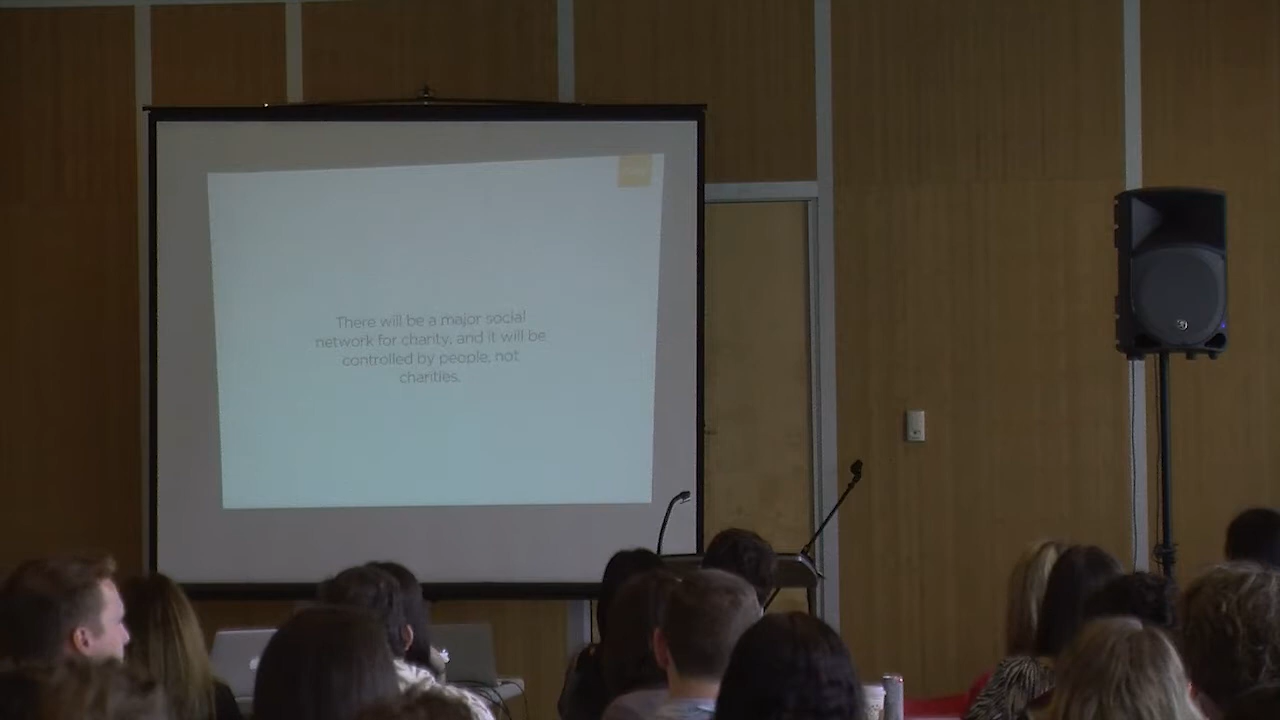 There will be a major social
network for charity, and it will be
controlled by people, not
charities.